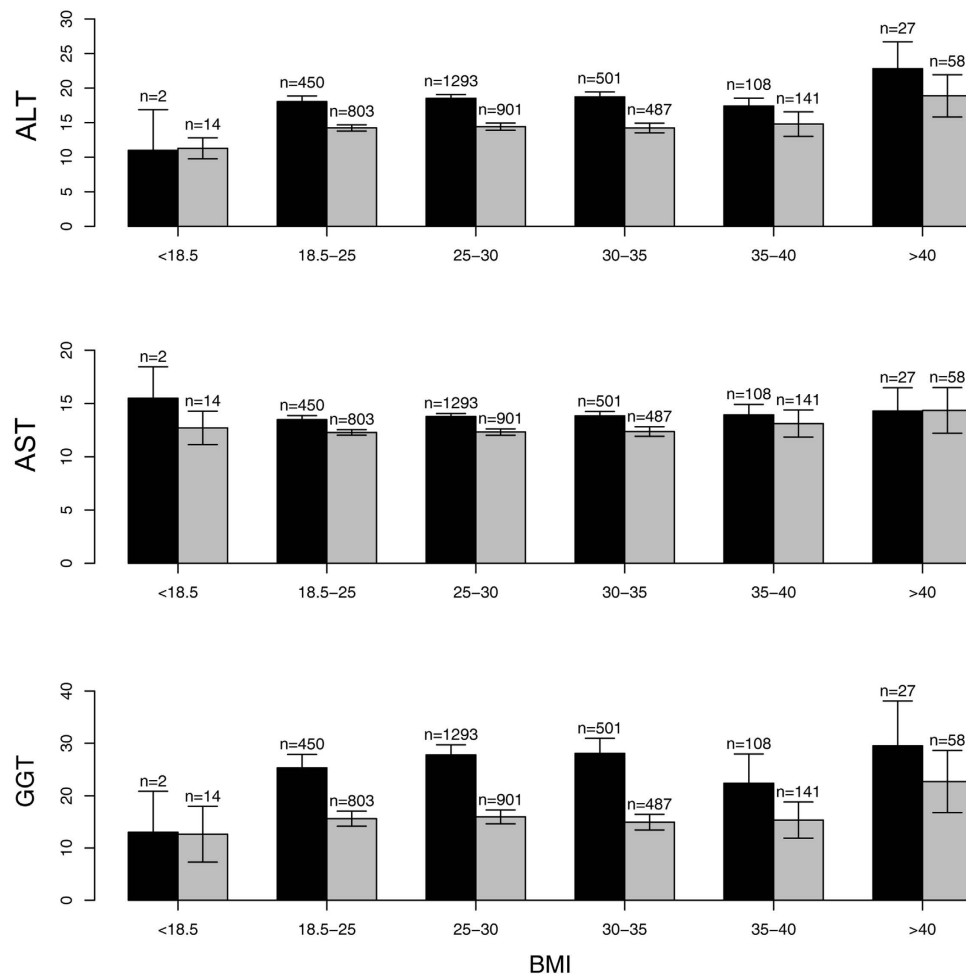 ALT
30
25
20
15
10
5
0
n=2
n=14
n=450
n=803
n=1293
n=901
n=501
n=487
n=108
n=141
n=27
n=58
<18.5
18.5−25
25−30
30−35
35−40
>40
AST
20
15
10
5
0
n=2
n=14
n=450
n=803
n=1293
n=901
n=501
n=487
n=108
n=141
n=27
n=58
<18.5
18.5−25
25−30
30−35
35−40
>40
GGT
40
30
20
10
0
n=2
n=14
n=450
n=803
n=1293
n=901
n=501
n=487
n=108
n=141
n=27
n=58
<18.5
18.5−25
25−30
30−35
35−40
>40
BMI